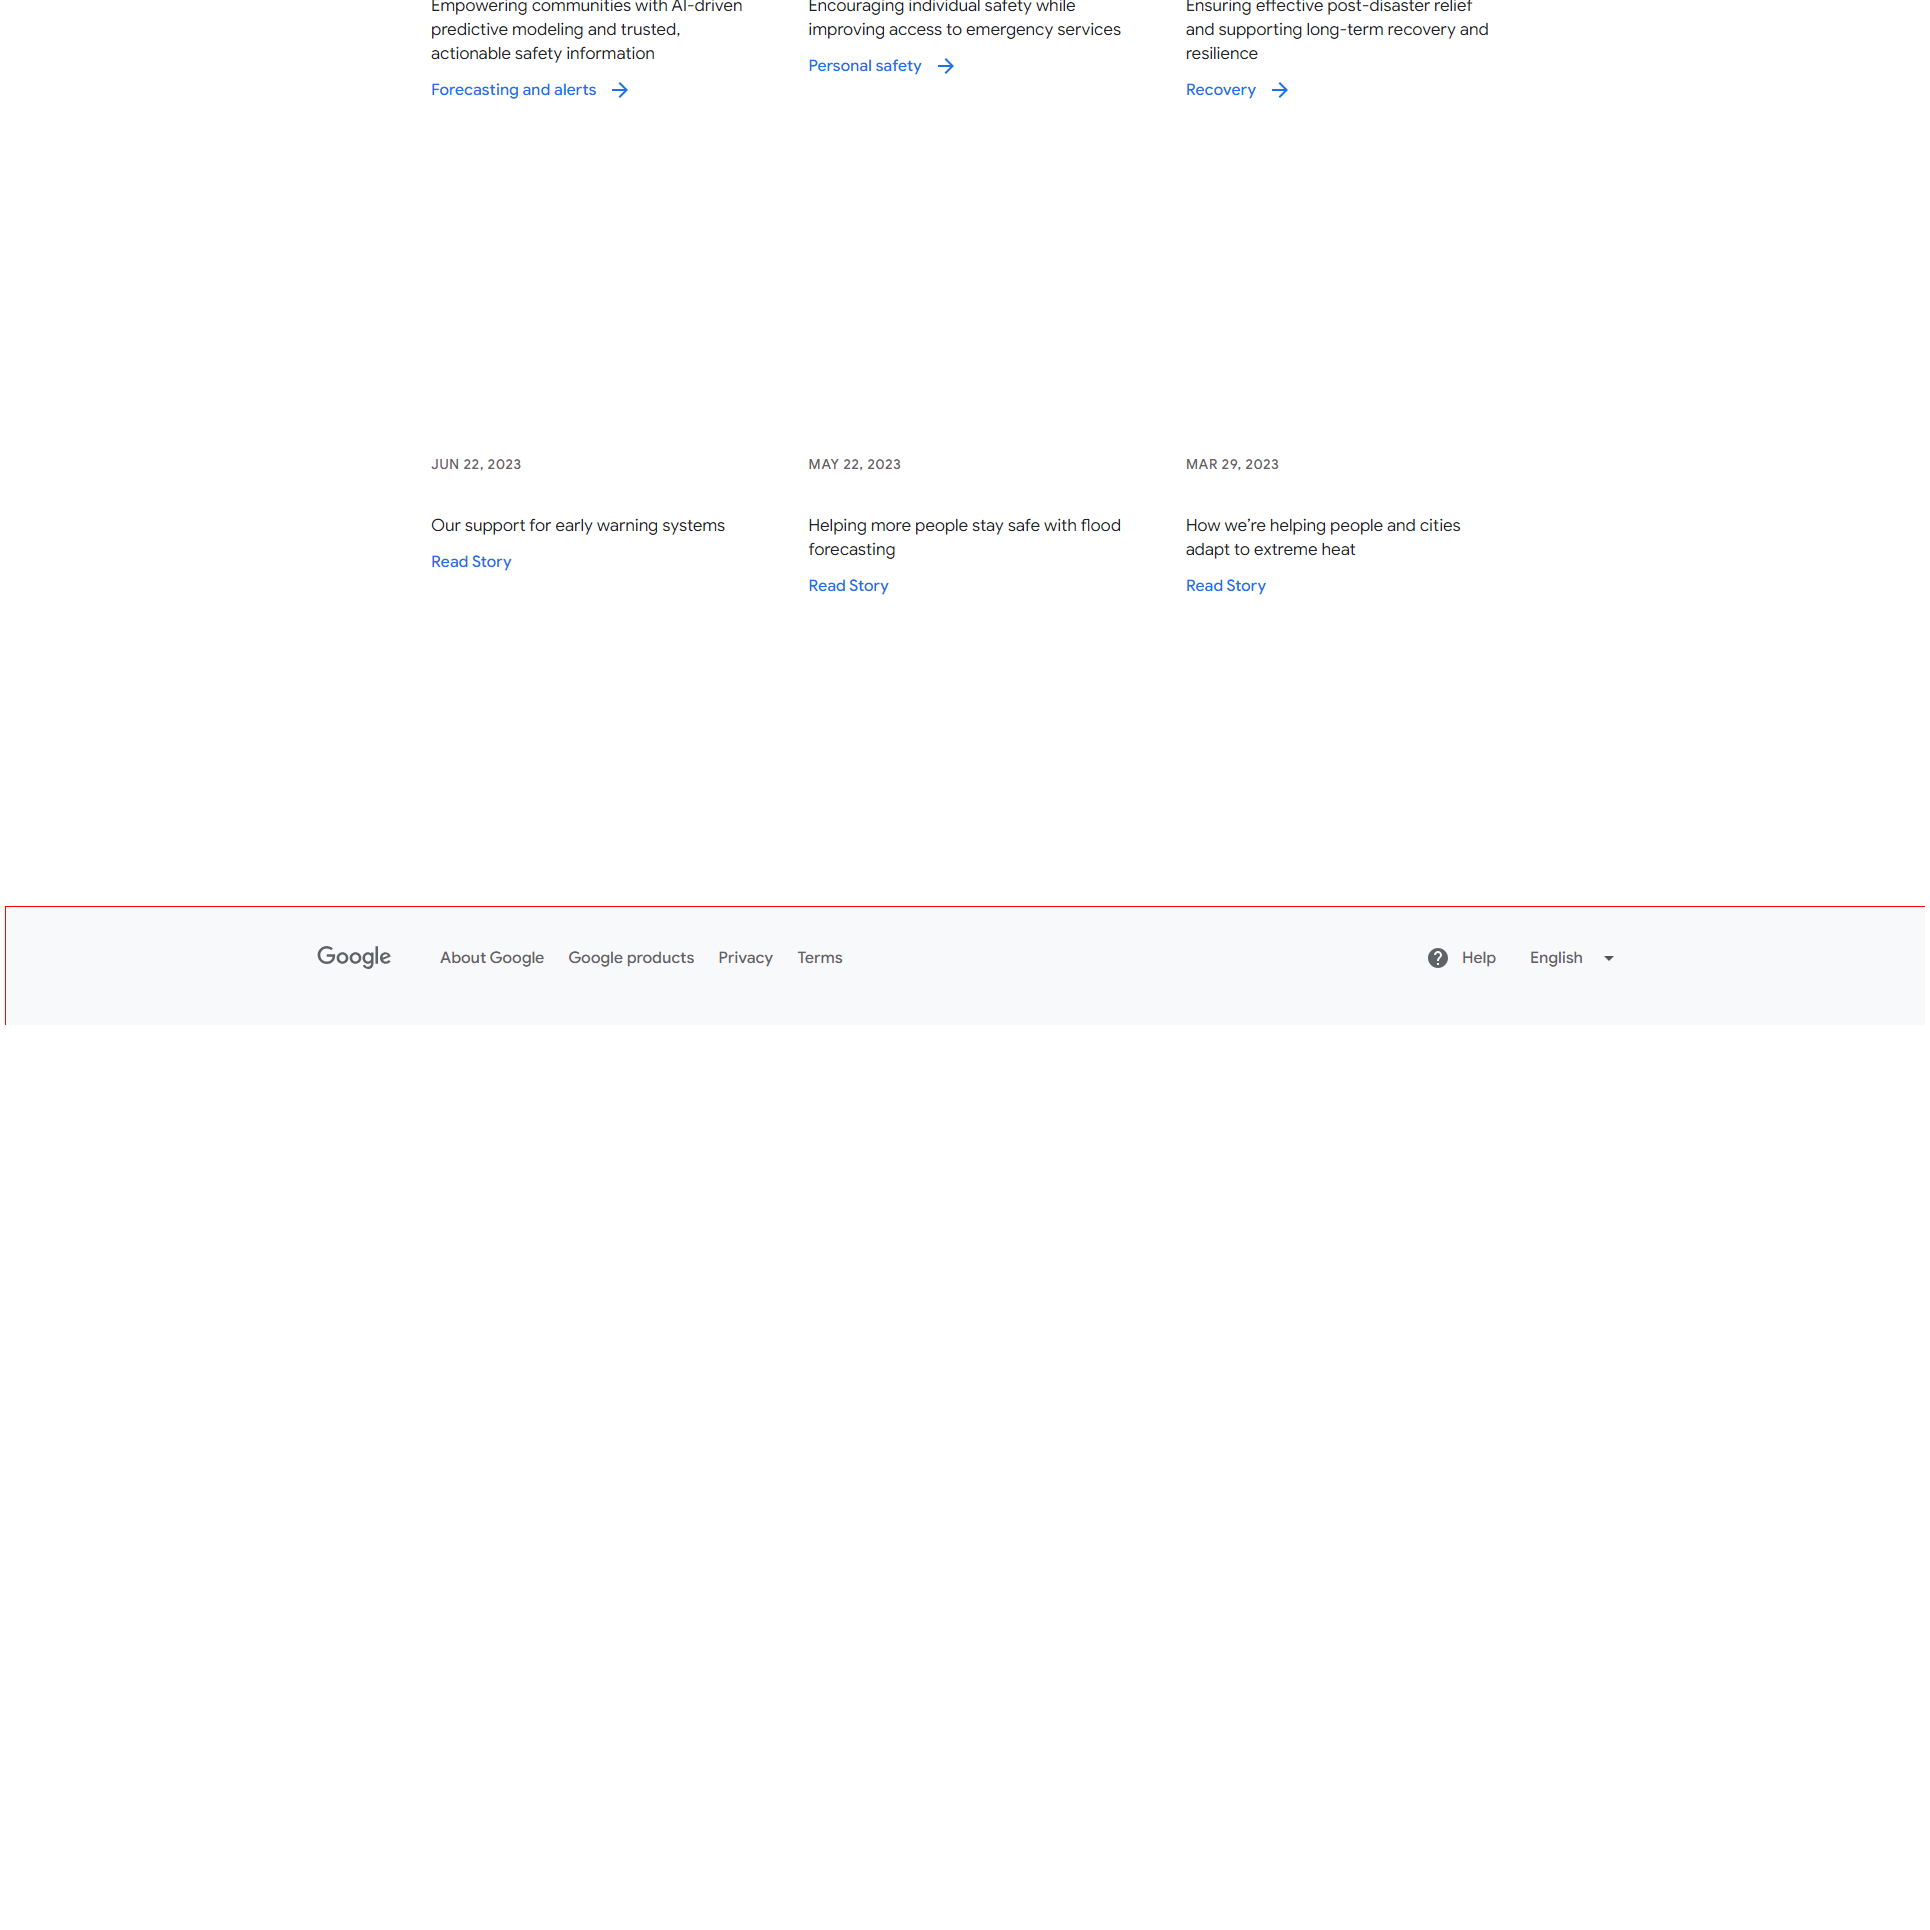 Empowering communities with AI-driven
predictive modeling and trusted,
actionable safety information
Forecasting and alerts
Encouraging individual safety while
improving access to emergency services
Personal safety
Ensuring effective post-disaster relief
and supporting long-term recovery and
resilience
Recovery
JUN 22, 2023
Our support for early warning systems
Read Story
MAY 22, 2023
Helping more people stay safe with flood
forecasting
Read Story
MAR 29, 2023
How we’re helping people and cities
adapt to extreme heat
Read Story
Google About Google Google products Privacy Terms Help English